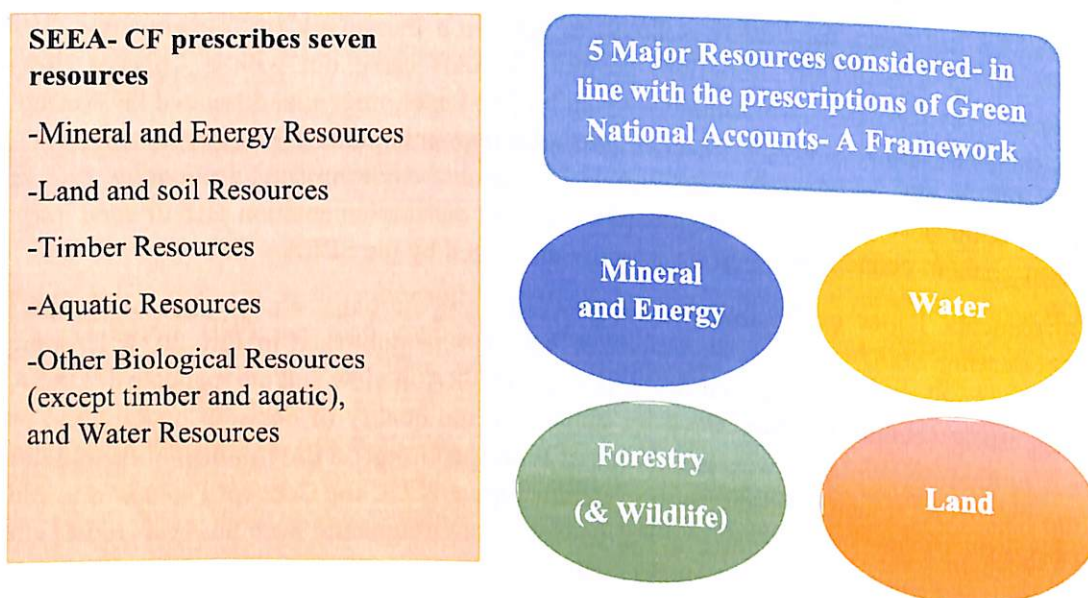 SEEA- CF prescribes seven
resources
-Mineral and Energy Resources
-Land and soil Resources
-Timber Resources
-Aquatic Resources
-Other Biological Resources
(except timber and aqatic),
and Water Resources
5 Major Resources considered- in
line with the prescriptions of Green
National Accounts- A Framework
Mineral
and Energy
Water
Forestry
(& Wildlife)
Land